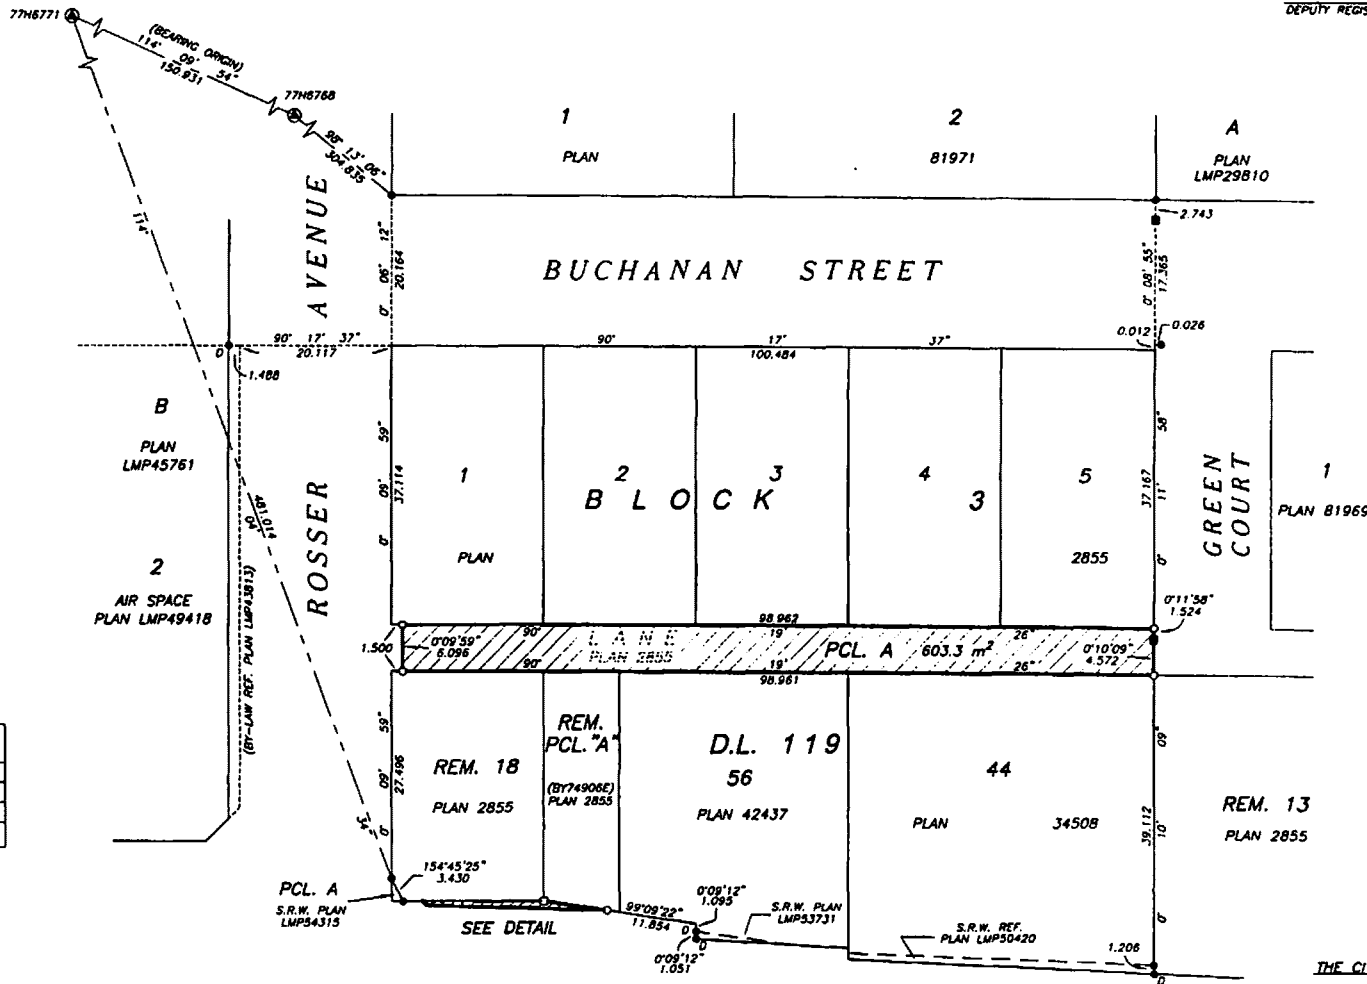 DEPUTY REGIS
77H6771
(BEARING ORIGIN)
114° 09' 54"
150.931
77H6768
98° 13' 06"
304.835
1
PLAN
2
81971
A
PLAN
LMP29810
2.743
ROSSER AVENUE
0° 06' 12"
20.164
BUCHANAN STREET
0° 08' 55"
17.365
0.012
0.026
90° 17' 37"
20.117
0
1.488
90° 17' 37"
100.484
B
PLAN
LMP45761
2
AIR SPACE
PLAN LMP49418
(BY-LAW REF. PLAN LMP43813)
114° 04' 34"
481.014
0° 09' 59"
37.114
1
2
3
4
5
BLOCK 3
PLAN
2855
0° 11' 58"
37.167
GREEN
COURT
1
PLAN 81969
0°11'58"
1.524
98.962
90° 19' 26"
1.500
0°09'59"
6.096
LANE
PLAN 2855
PCL. A 603.3 m²
0°10'09"
4.572
90° 19' 26"
98.961
0° 09' 59"
27.496
REM. 18
PLAN 2855
REM.
PCL. "A"
(BY74906E)
PLAN 2855
D.L. 119
56
PLAN 42437
44
PLAN
34508
0° 10' 09"
39.112
REM. 13
PLAN 2855
154°45'25"
3.430
PCL. A
S.R.W. PLAN
LMP54315
SEE DETAIL
99°09'22"
11.854
0°09'12"
1.095
0
0
0°09'12"
1.051
S.R.W. PLAN
LMP53731
S.R.W. REF.
PLAN LMP50420
1.206
0
THE CI